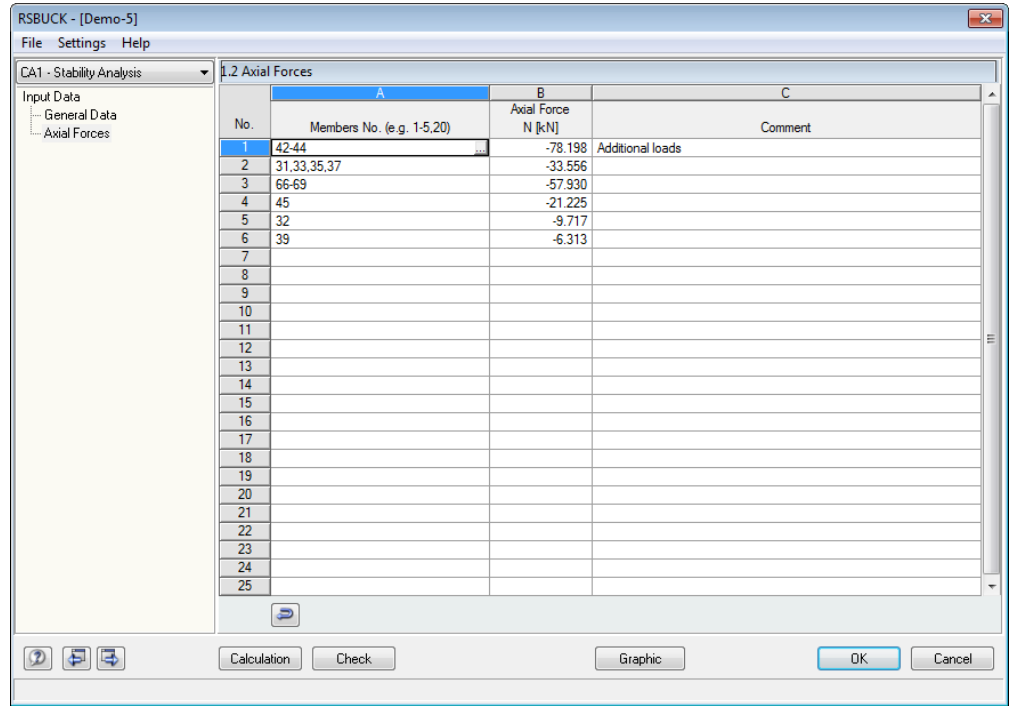 RSBUCK - [Demo-5]
File Settings Help
CA1 - Stability Analysis
Input Data
General Data
Axial Forces
1.2 Axial Forces
A B C
No. Members No. (e.g. 1-5,20) Axial Force N [kN] Comment
1 42-44 ... -78.198 Additional loads
2 31,33,35,37 -33.556
3 66-69 -57.930
4 45 -21.225
5 32 -9.717
6 39 -6.313
7
8
9
10
11
12
13
14
15
16
17
18
19
20
21
22
23
24
25
Calculation Check Graphic OK Cancel